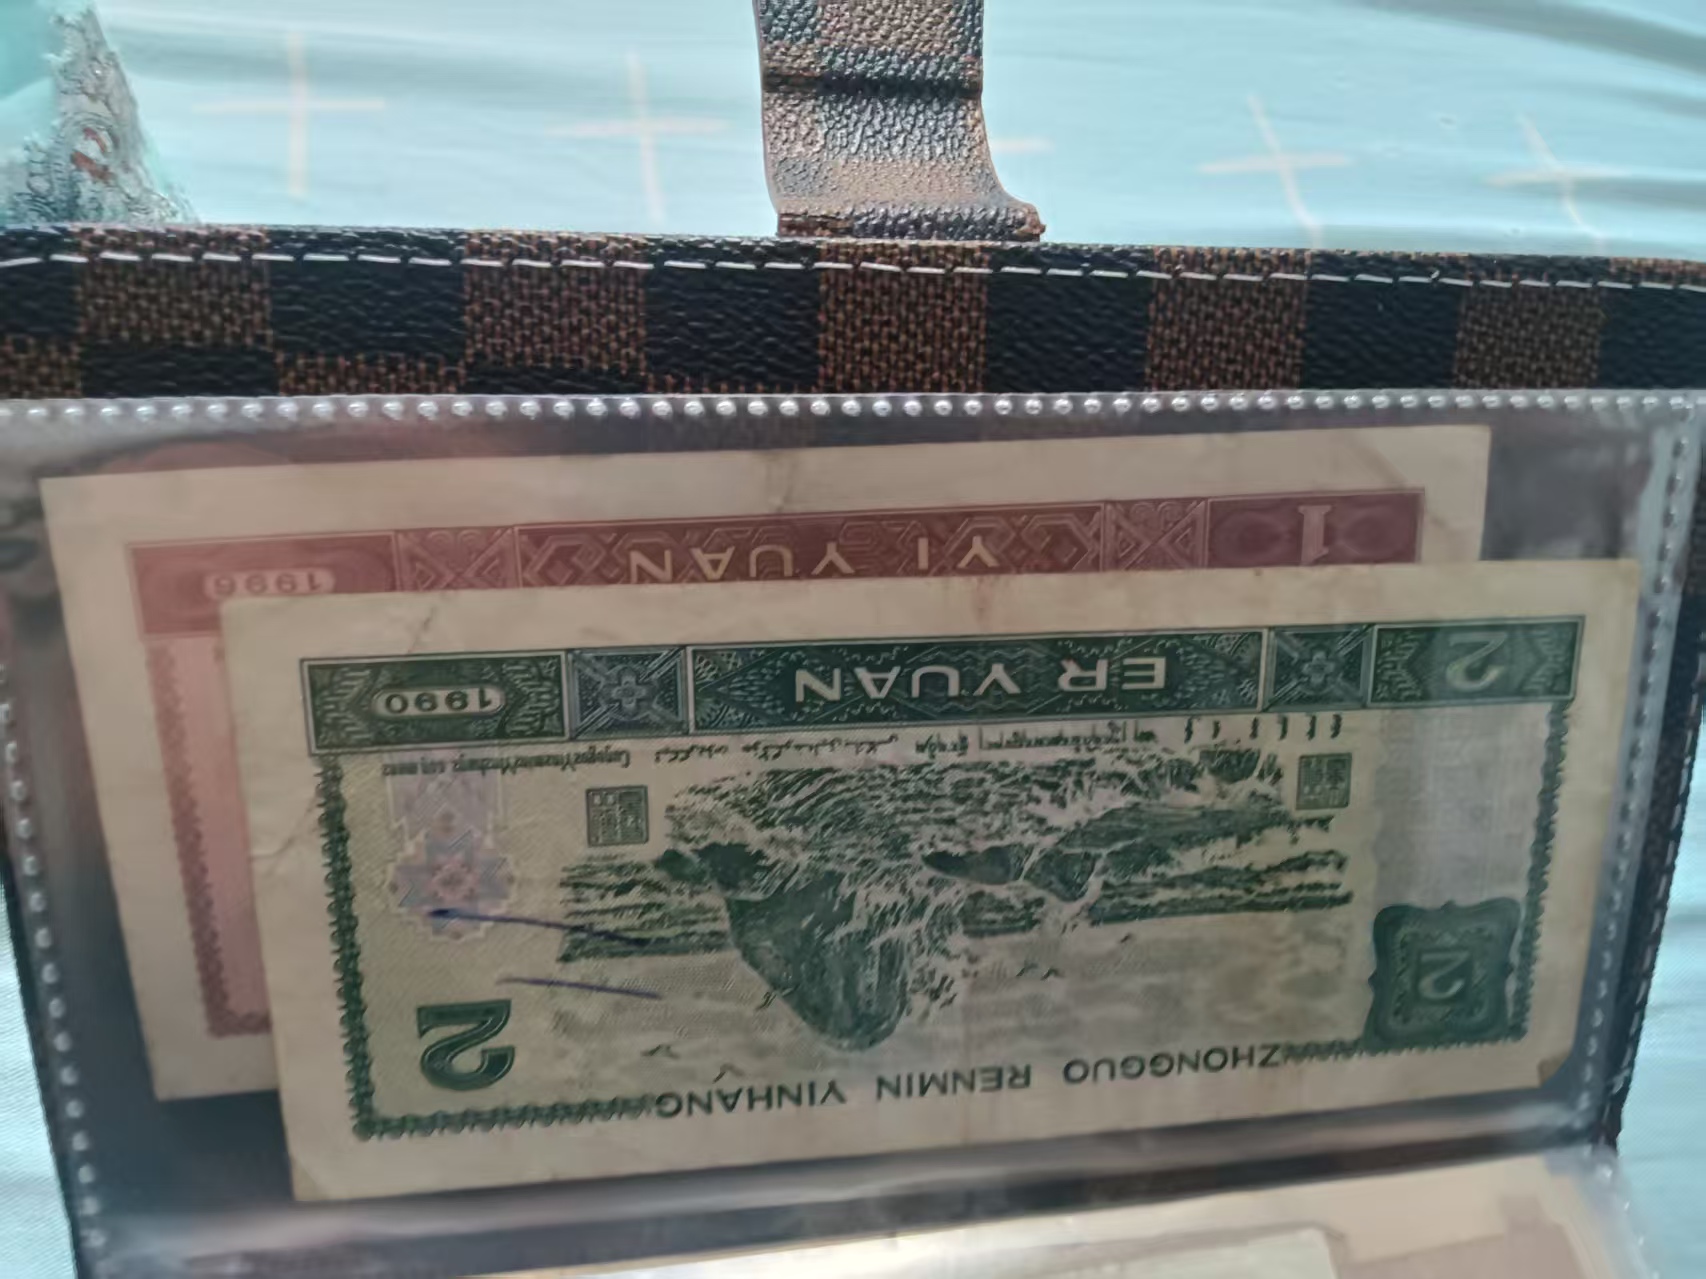 1
YI YUAN
1996
2
ER YUAN
1990
2
2
ZHONGGUO RENMIN YINHANG